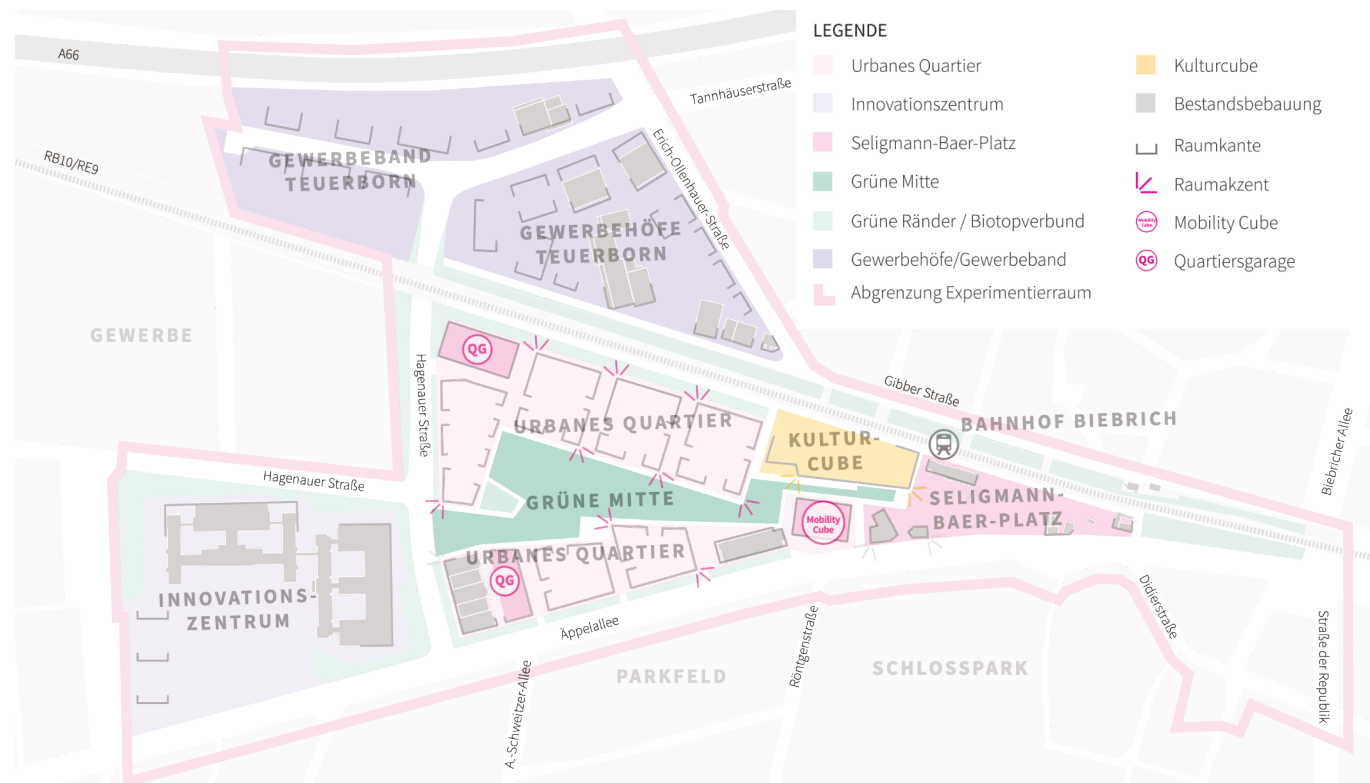 A66
RB10/RE9
Tannhäuserstraße
Erich-Ollenhauer-Straße
GEWERBEBAND
TEUERBORN
GEWERBEHÖFE
TEUERBORN
GEWERBE
LEGENDE
Urbanes Quartier
Innovationszentrum
Seligmann-Baer-Platz
Grüne Mitte
Grüne Ränder / Biotopverbund
Gewerbehöfe/Gewerbeband
Abgrenzung Experimentierraum
Kulturcube
Bestandsbebauung
Raumkante
Raumakzent
Mobility
Cube
Mobility Cube
QG
Quartiersgarage
QG
Hagenauer Straße
URBANES QUARTIER
KULTUR-
CUBE
Gibber Straße
BAHNHOF BIEBRICH
Biebricher Allee
Hagenauer Straße
GRÜNE MITTE
SELIGMANN-
BAER-PLATZ
Mobility
Cube
URBANES QUARTIER
QG
INNOVATIONS-
ZENTRUM
Äppelallee
A.-Schweitzer-Allee
PARKFELD
Röntgenstraße
SCHLOSSPARK
Didierstraße
Straße der Republik